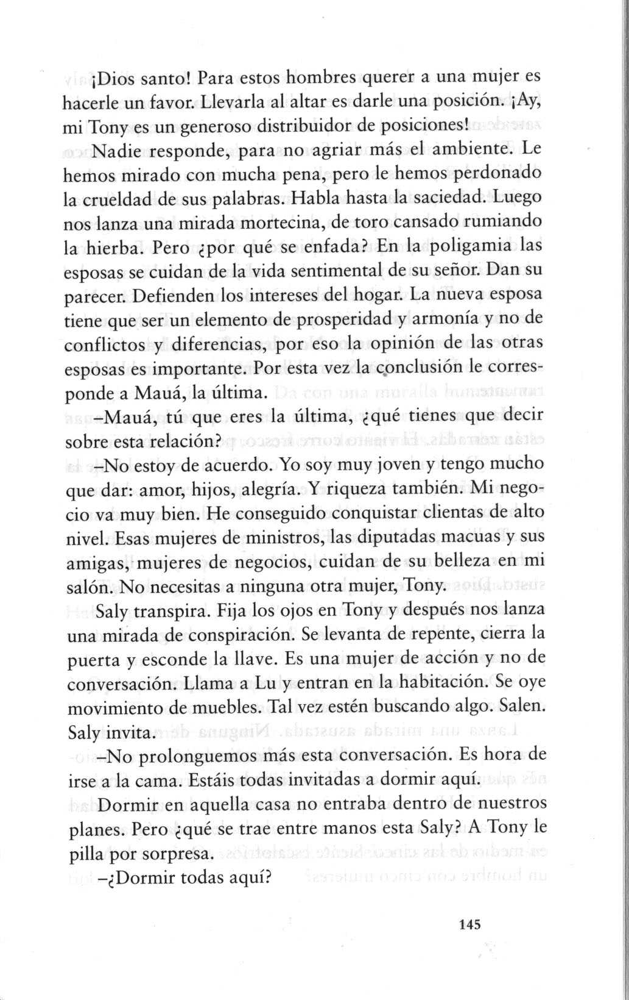 ¡Dios santo! Para estos hombres querer a una mujer es
hacerle un favor. Llevarla al altar es darle una posición. ¡Ay,
mi Tony es un generoso distribuidor de posiciones!
Nadie responde, para no agriar más el ambiente. Le
hemos mirado con mucha pena, pero le hemos perdonado
la crueldad de sus palabras. Habla hasta la saciedad. Luego
nos lanza una mirada mortecina, de toro cansado rumiando
la hierba. Pero ¿por qué se enfada? En la poligamia las
esposas se cuidan de la vida sentimental de su señor. Dan su
parecer. Defienden los intereses del hogar. La nueva esposa
tiene que ser un elemento de prosperidad y armonía y no de
conflictos y diferencias, por eso la opinión de las otras
esposas es importante. Por esta vez la conclusión le corres-
ponde a Mauá, la última.
–Mauá, tú que eres la última, ¿qué tienes que decir
sobre esta relación?
–No estoy de acuerdo. Yo soy muy joven y tengo mucho
que dar: amor, hijos, alegría. Y riqueza también. Mi nego-
cio va muy bien. He conseguido conquistar clientas de alto
nivel. Esas mujeres de ministros, las diputadas macuas y sus
amigas, mujeres de negocios, cuidan de su belleza en mi
salón. No necesitas a ninguna otra mujer, Tony.
Saly transpira. Fija los ojos en Tony y después nos lanza
una mirada de conspiración. Se levanta de repente, cierra la
puerta y esconde la llave. Es una mujer de acción y no de
conversación. Llama a Lu y entran en la habitación. Se oye
movimiento de muebles. Tal vez estén buscando algo. Salen.
Saly invita.
–No prolonguemos más esta conversación. Es hora de
irse a la cama. Estáis todas invitadas a dormir aquí.
Dormir en aquella casa no entraba dentro de nuestros
planes. Pero ¿qué se trae entre manos esta Saly? A Tony le
pilla por sorpresa.
–¿Dormir todas aquí?
145